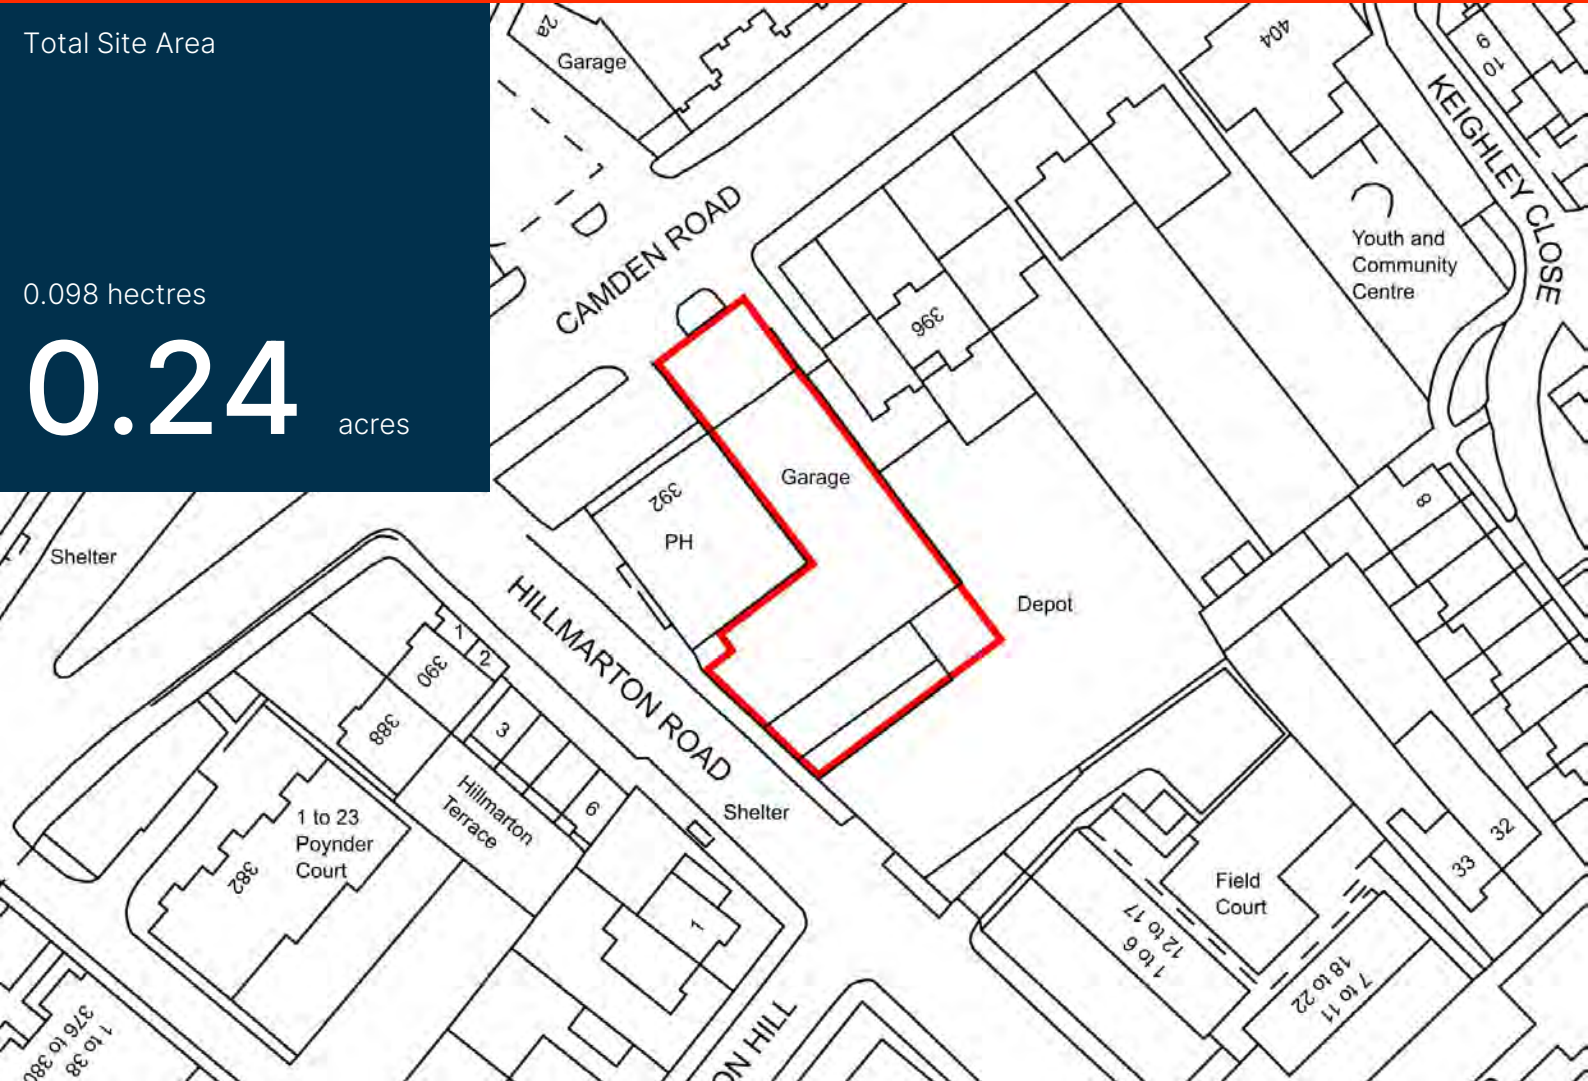 Total Site Area
0.098 hectres
0.24 acres
2a
Garage
404
9
10
KEIGHLEY CLOSE
D
CAMDEN ROAD
Youth and
Community
Centre
396
Garage
392
PH
8
Shelter
Depot
HILLMARTON ROAD
1
2
390
388
3
6
Hillmarton
Terrace
1 to 23
Poynder
Court
382
Shelter
1
32
33
Field
Court
12 to 17
1 to 6
7 to 11
18 to 22
1 to 38
376 to 380
ON HILL